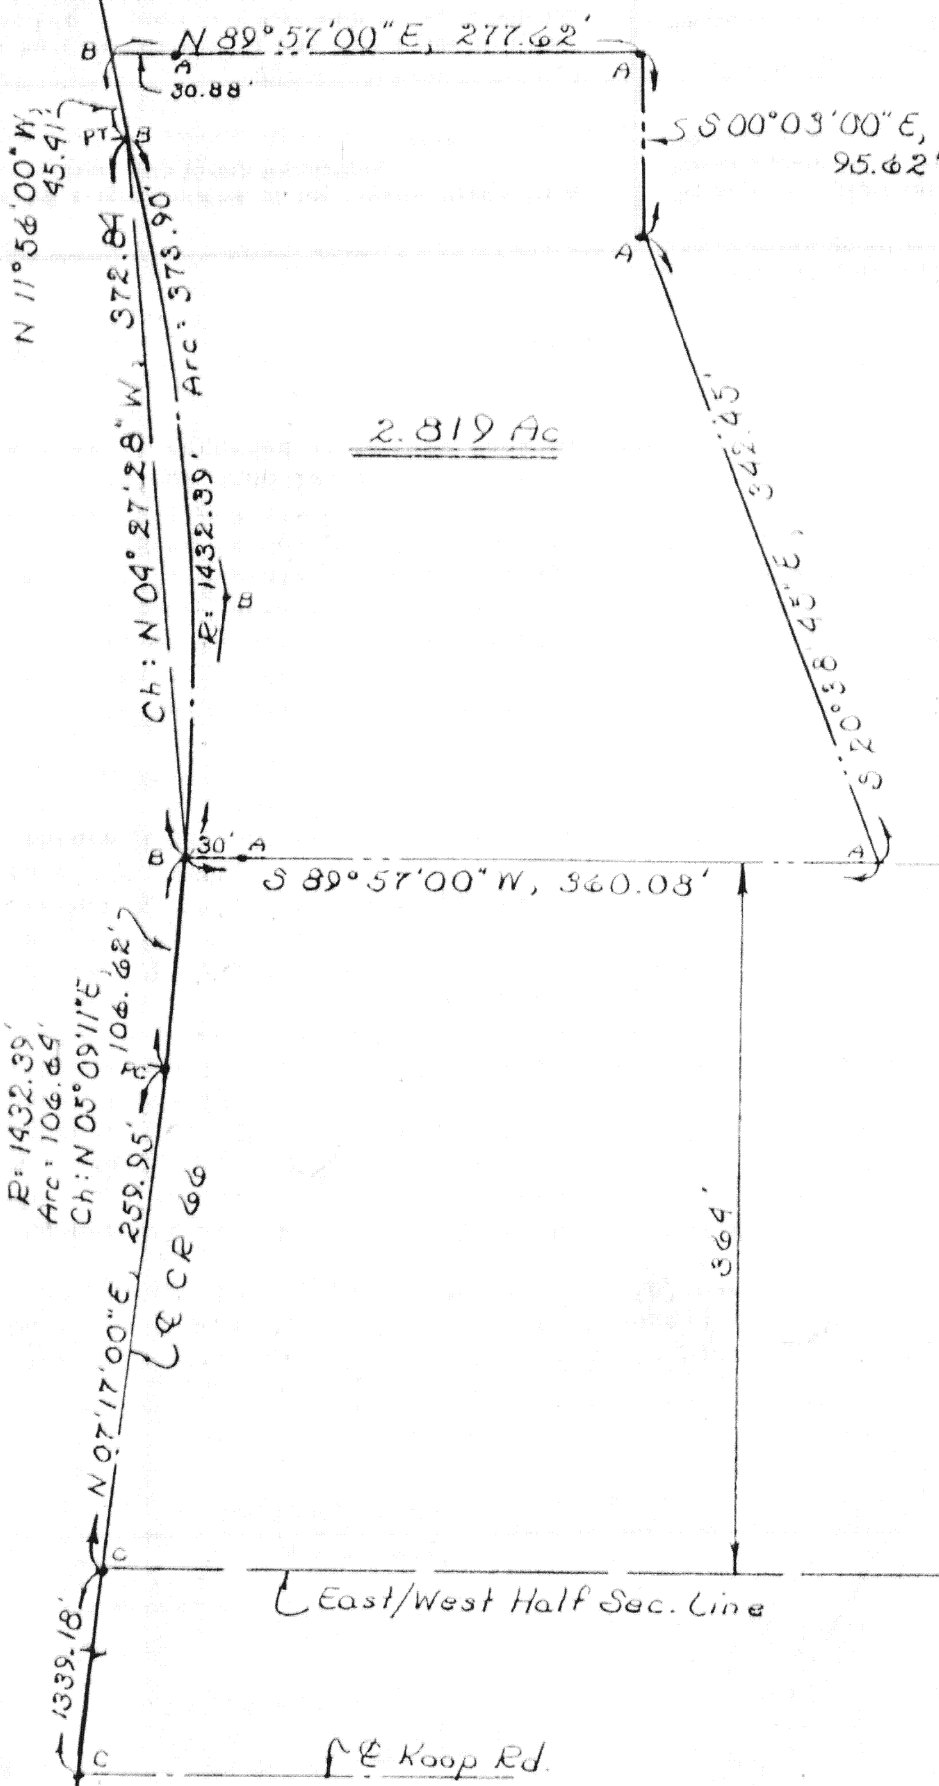 N 89°57'00" E, 277.62'
B
A
30.88'
A
S S 00°03'00" E,
95.62'
N 11°56'00" W,
45.41'
PT
B
A
Ch: N 04°27'28" W, 372.84
R: 1432.39' Arc: 373.90'
2.819 Ac
S 20°38'45" E, 342.45'
B
B
30'
A
A
S 89°57'00" W, 360.08'
R: 1432.39'
Arc: 106.64'
Ch: N 05°09'11" E,
106.62'
PC
N 07°17'00" E, 259.95'
℄ CR 66
364'
C
East/West Half Sec. Line
1339.18'
C
℄ Koop Rd.